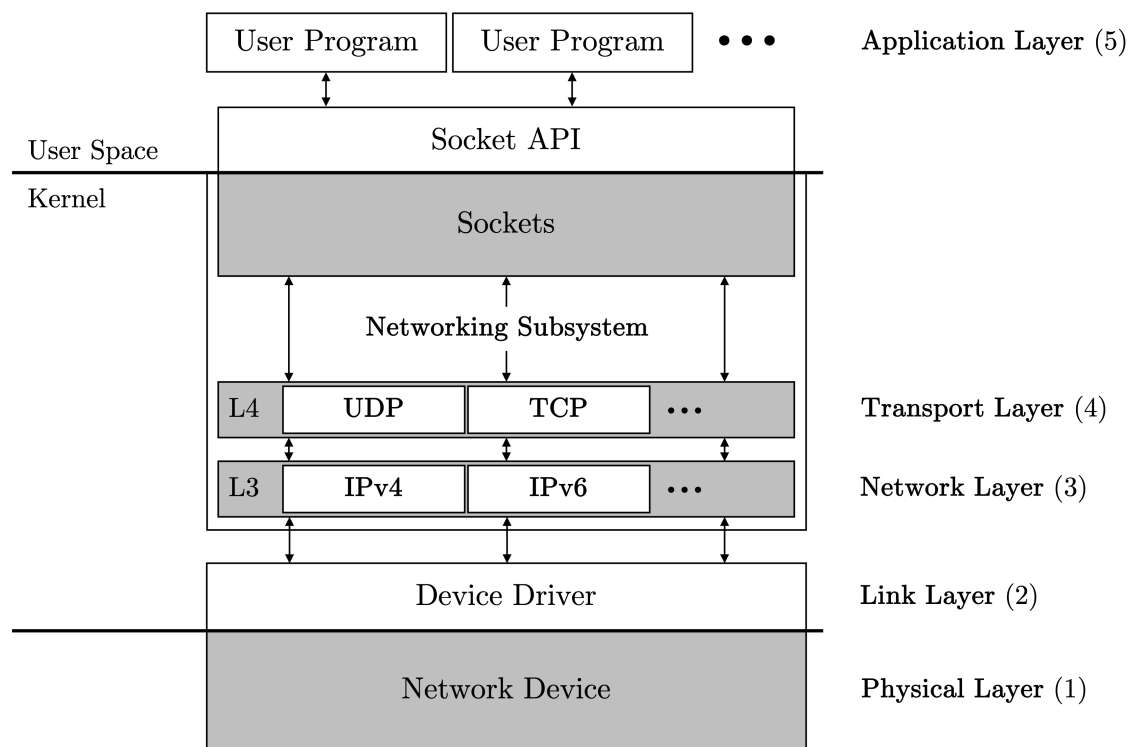 User Program
User Program
•••
Application Layer (5)
Socket API
User Space
Kernel
Sockets
Networking Subsystem
L4
UDP
TCP
•••
Transport Layer (4)
L3
IPv4
IPv6
•••
Network Layer (3)
Device Driver
Link Layer (2)
Network Device
Physical Layer (1)